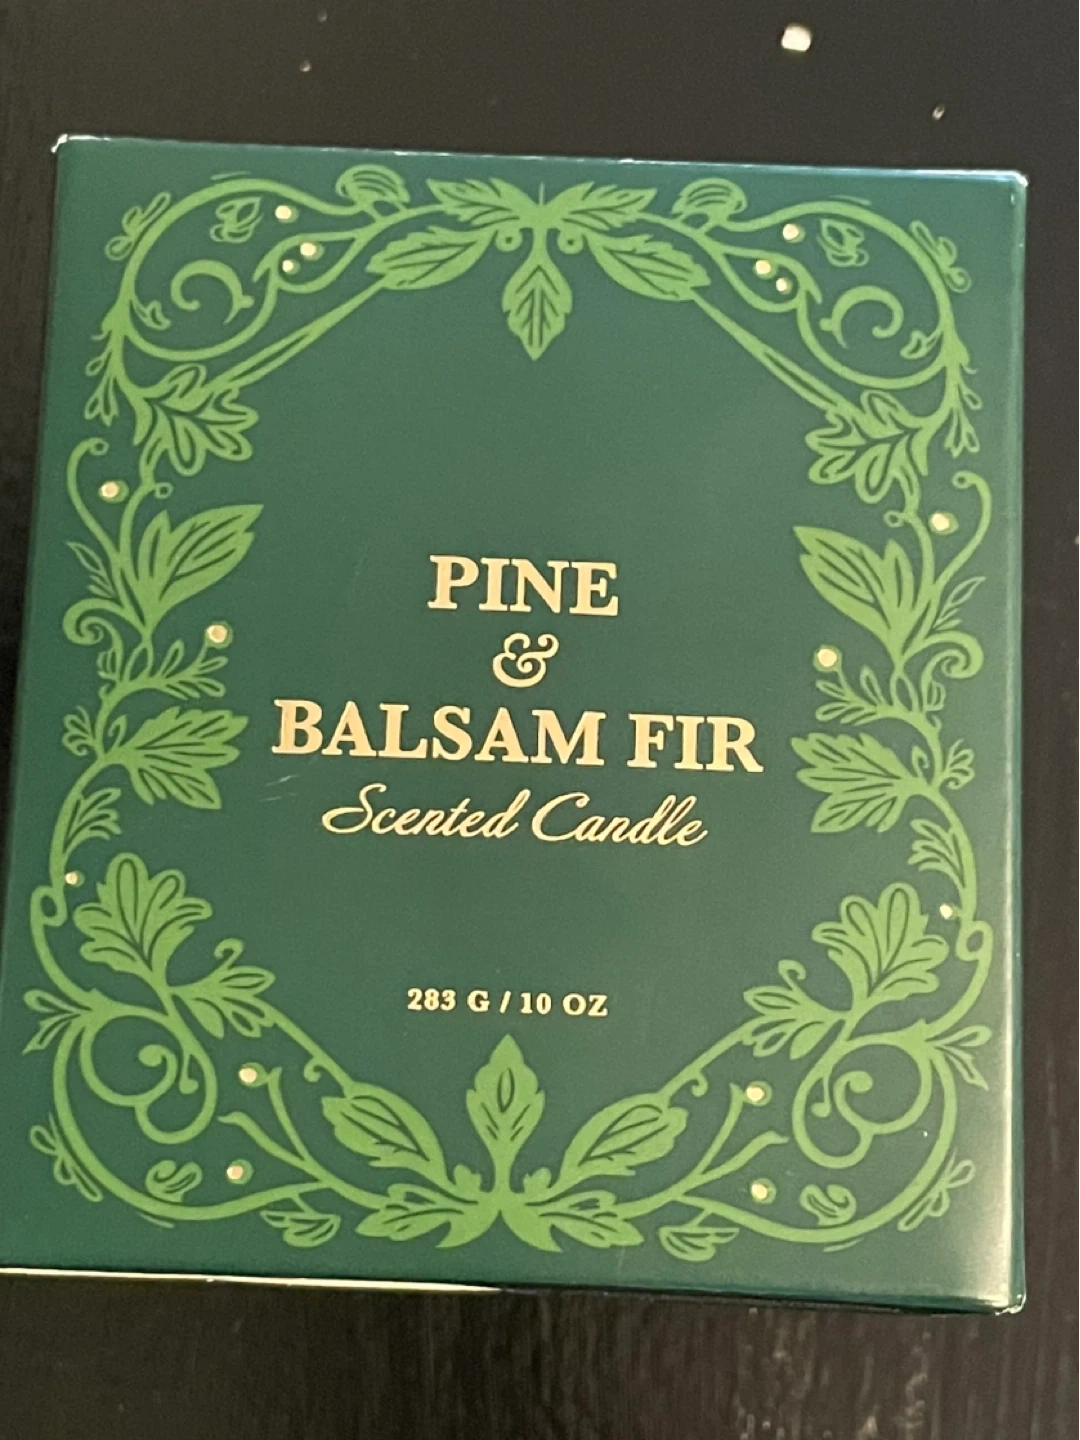 PINE
&
BALSAM FIR
Scented Candle
283 G / 10 OZ